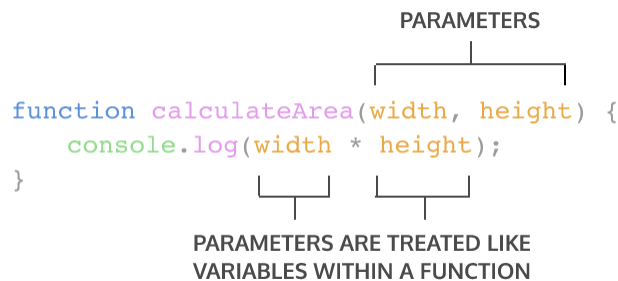 PARAMETERS
function calculateArea(width, height) {
    console.log(width * height);
}
PARAMETERS ARE TREATED LIKE
VARIABLES WITHIN A FUNCTION